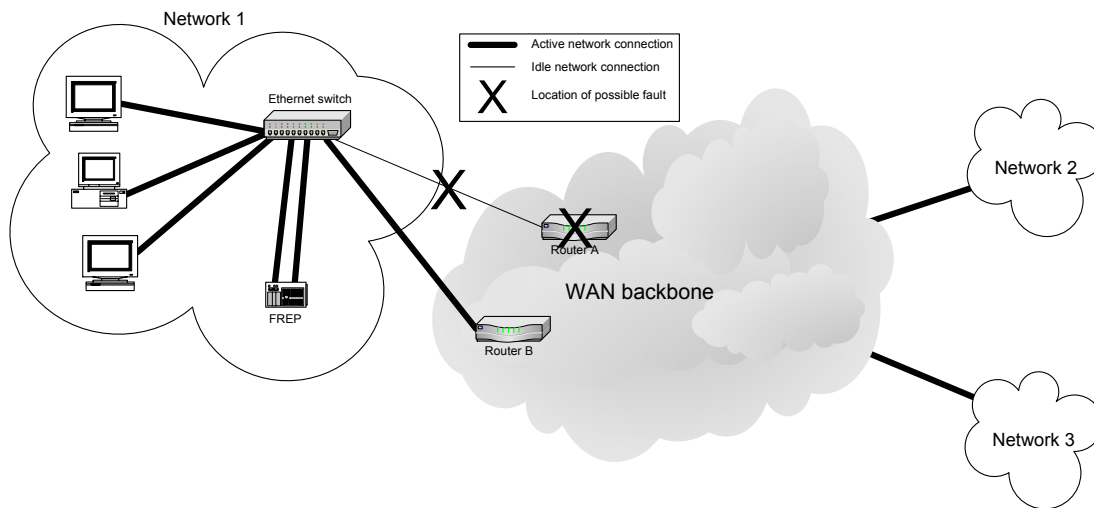 Network 1
Active network connection
Idle network connection
Location of possible fault
Ethernet switch
Network 2
Router A
WAN backbone
FREP
Router B
Network 3